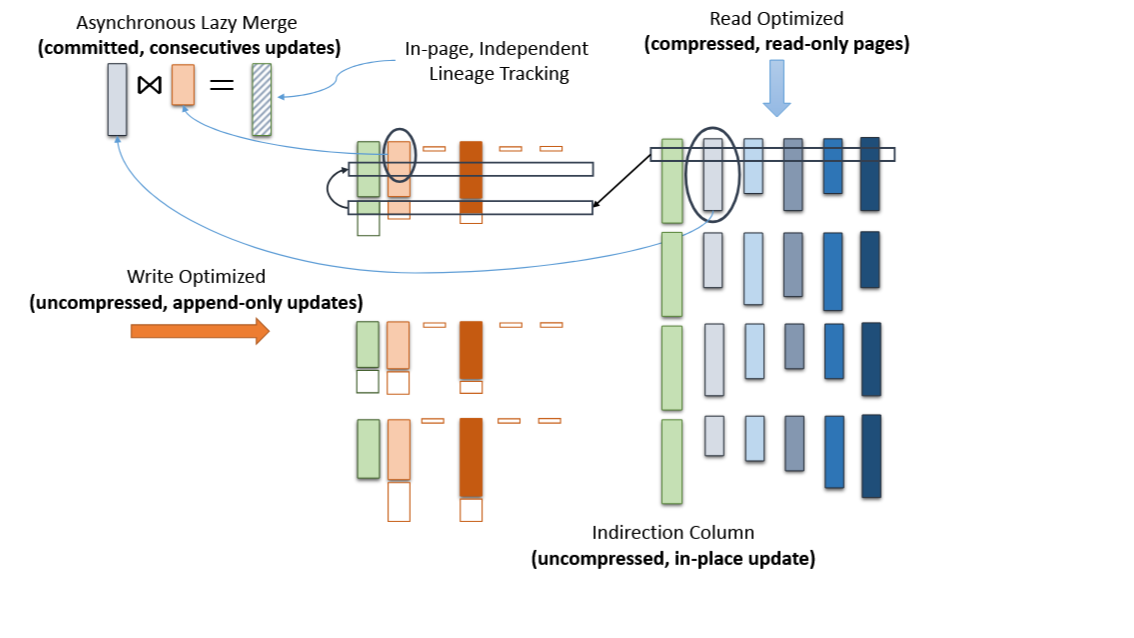 Asynchronous Lazy Merge
(committed, consecutives updates)
In-page, Independent
Lineage Tracking
Read Optimized
(compressed, read-only pages)
Write Optimized
(uncompressed, append-only updates)
Indirection Column
(uncompressed, in-place update)